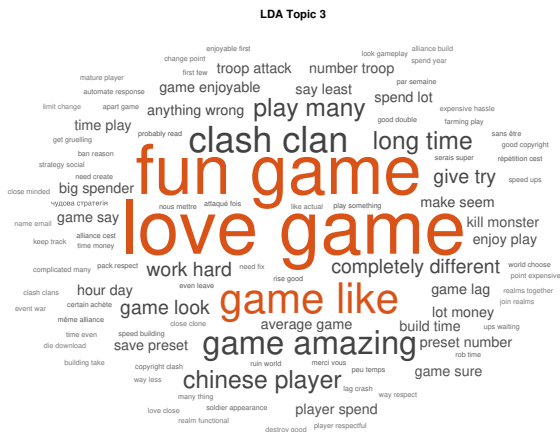 LDA Topic 3
enjoyable first
change point
look gameplay
alliance build
first few
troop attack
number troop
spend year
mature player
game enjoyable
say least
par semaine
automate response
spend lot
limit change
apart game
anything wrong
play many
good double
expensive hassle
farming play
time play
probably read
clash clan
long time
sans être
get gruelling
good copyright
ban reason
fun game
serais super
répétition cest
strategy social
need create
give try
close minded
big spender
speed ups
чудова стратегія
nous mettre
attaqué fois
like actual
play something
make seem
name email
game say
love game
kill monster
alliance cest
enjoy play
keep track
time money
complicated many
pack respect
work hard
need fix
completely different
world choose
point expensive
even leave
rise good
clash clans
hour day
game like
game lag
realms together
certain achète
join realms
event war
game look
lot money
même alliance
close clone
average game
build time
ups waiting
time even
speed building
save preset
game amazing
preset number
die download
rob time
building take
copyright clash
ruin world
merci vous
peu temps
game sure
way less
chinese player
lag crash
many thing
way respect
love close
soldier appearance
player spend
realm functional
destroy good
player respectful